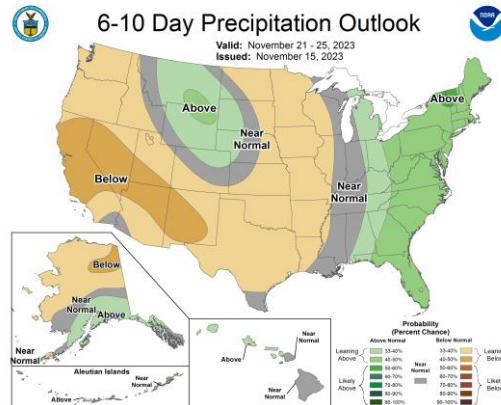 6-10 Day Precipitation Outlook
NOAA
Valid: November 21 - 25, 2023
Issued: November 15, 2023
Above
Above
Near
Normal
Below
Near
Normal
Below
Near
Normal
Above
Near
Normal
Aleutian Islands
Near
Normal
Above
Above
Near
Normal
Probability
(Percent Chance)
Above Normal
Below Normal
Leaning
Above
Likely
Above
33-40%
40-50%
50-60%
60-70%
70-80%
80-90%
90-100%
Near
Normal
33-40%
40-50%
50-60%
60-70%
70-80%
80-90%
90-100%